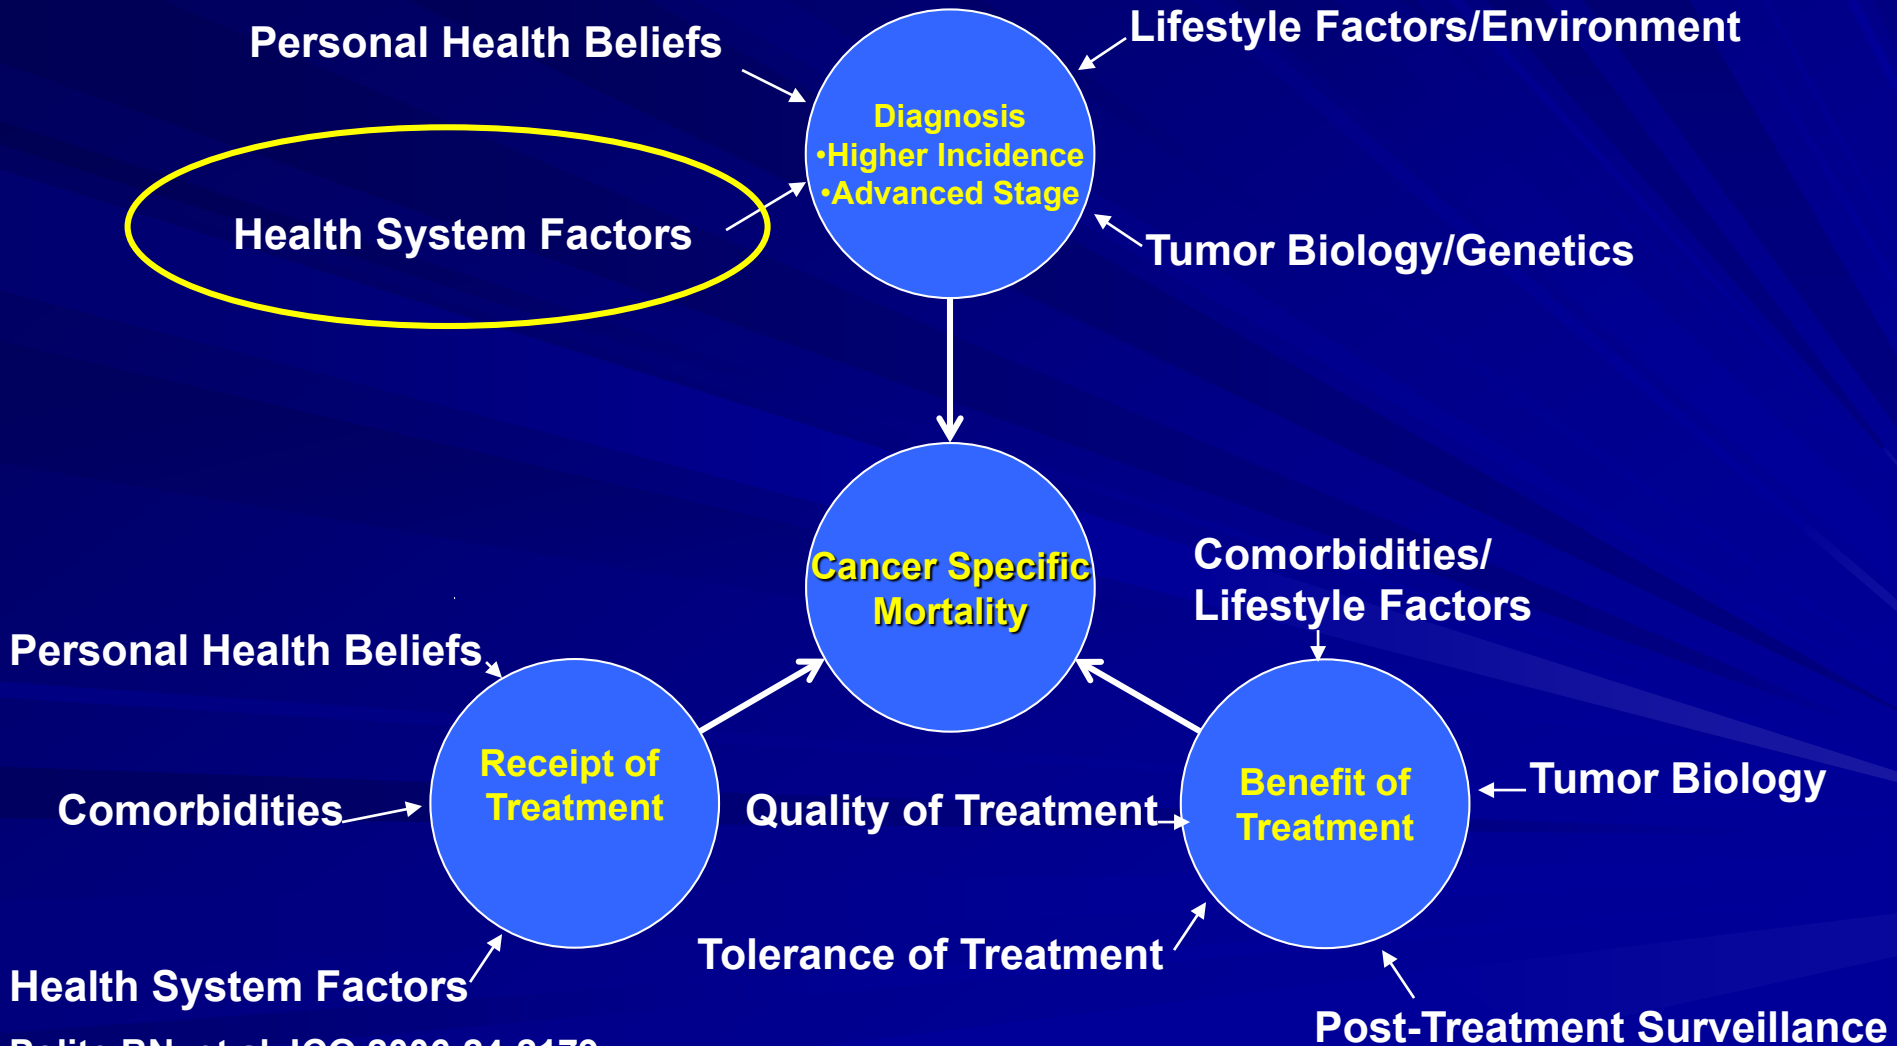 Personal Health Beliefs
Lifestyle Factors/Environment
Diagnosis
•Higher Incidence
•Advanced Stage
Health System Factors
Tumor Biology/Genetics
Cancer Specific
Mortality
Comorbidities/
Lifestyle Factors
Personal Health Beliefs
Receipt of
Treatment
Comorbidities
Quality of Treatment
Benefit of
Treatment
Tumor Biology
Tolerance of Treatment
Health System Factors
Post-Treatment Surveillance